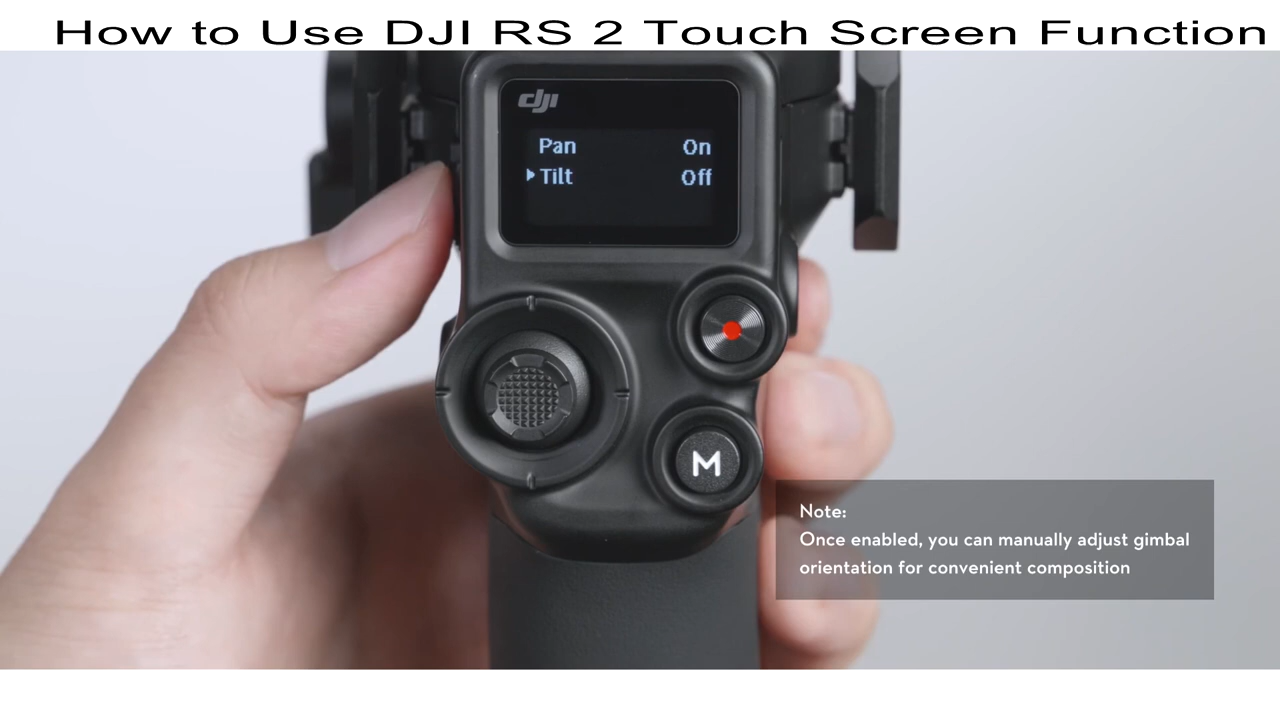 How to Use DJI RS 2 Touch Screen Function
dji
Pan On
Tilt Off
M
Note:
Once enabled, you can manually adjust gimbal
orientation for convenient composition